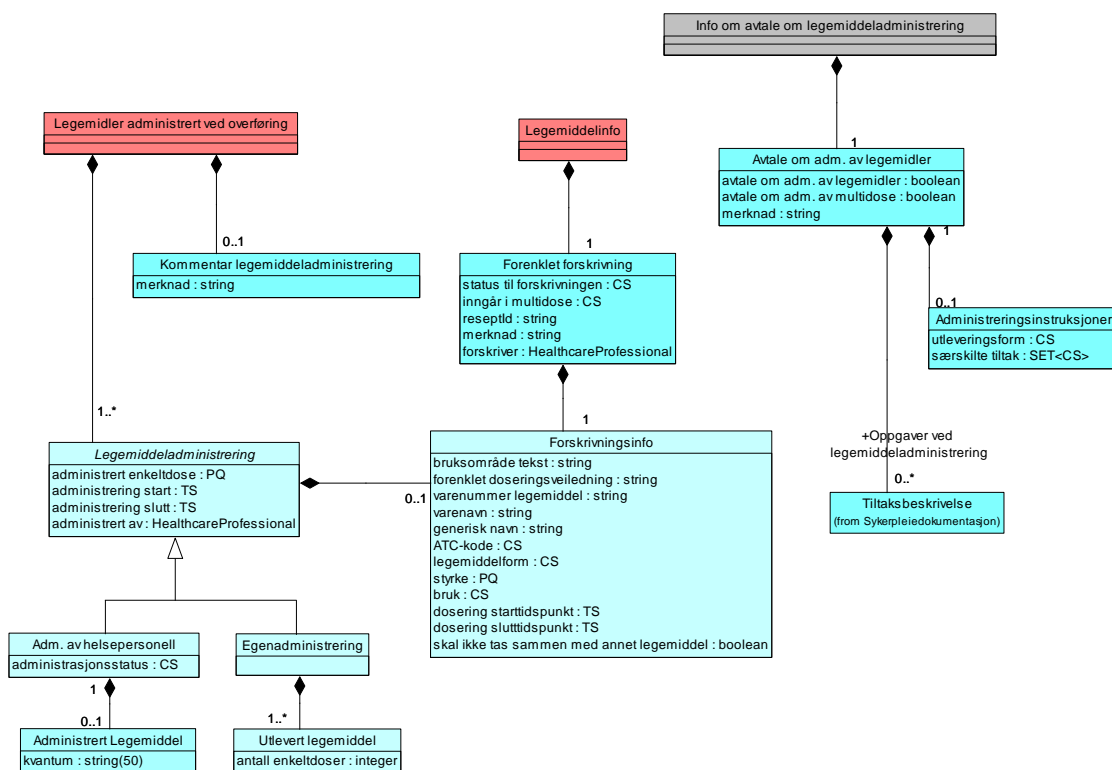 Info om avtale om legemiddeladministrering
1
Avtale om adm. av legemidler
avtale om adm. av legemidler : boolean
avtale om adm. av multidose : boolean
merknad : string
1
0..1
Administreringsinstruksjoner
utleveringsform : CS
særskilte tiltak : SET<CS>
+Oppgaver ved
legemiddeladministrering
0..*
Tiltaksbeskrivelse
(from Sykerpleiedokumentasjon)
Legemidler administrert ved overføring
0..1
Kommentar legemiddeladministrering
merknad : string
1..*
Legemiddelinfo
1
Forenklet forskrivning
status til forskrivningen : CS
inngår i multidose : CS
reseptId : string
merknad : string
forskriver : HealthcareProfessional
1
Forskrivningsinfo
bruksområde tekst : string
forenklet doseringsveiledning : string
varenummer legemiddel : string
varenavn : string
generisk navn : string
ATC-kode : CS
legemiddelform : CS
styrke : PQ
bruk : CS
dosering starttidspunkt : TS
dosering slutttidspunkt : TS
skal ikke tas sammen med annet legemiddel : boolean
Legemiddeladministrering
administrert enkeltdose : PQ
administrering start : TS
administrering slutt : TS
administrert av : HealthcareProfessional
0..1
Adm. av helsepersonell
administrasjonsstatus : CS
1
0..1
Administrert Legemiddel
kvantum : string(50)
Egenadministrering
1..*
Utlevert legemiddel
antall enkeltdoser : integer